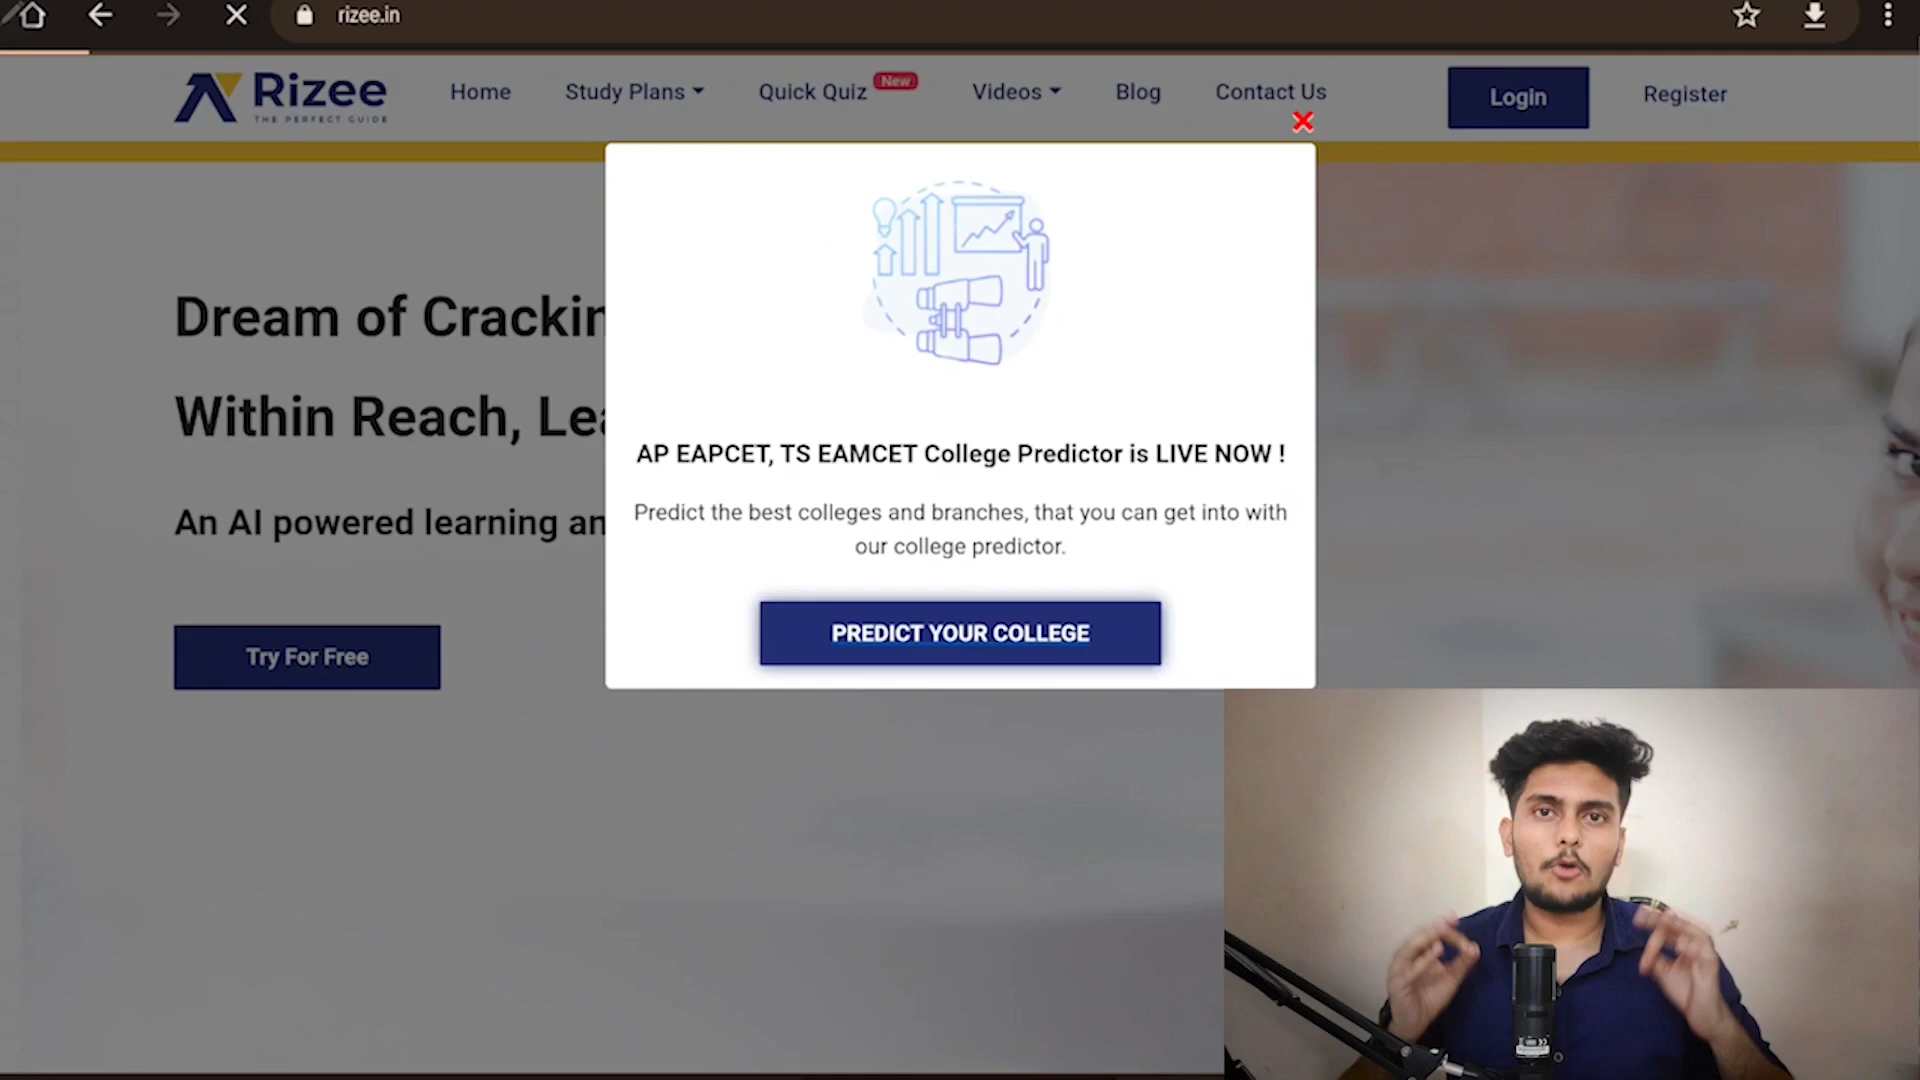 rizee.in
Rizee
THE PERFECT GUIDE
Home
Study Plans
Quick Quiz
New
Videos
Blog
Contact Us
Login
Register
Dream of Crackin
Within Reach, Lea
An AI powered learning an
Try For Free
AP EAPCET, TS EAMCET College Predictor is LIVE NOW !
Predict the best colleges and branches, that you can get into with
our college predictor.
PREDICT YOUR COLLEGE